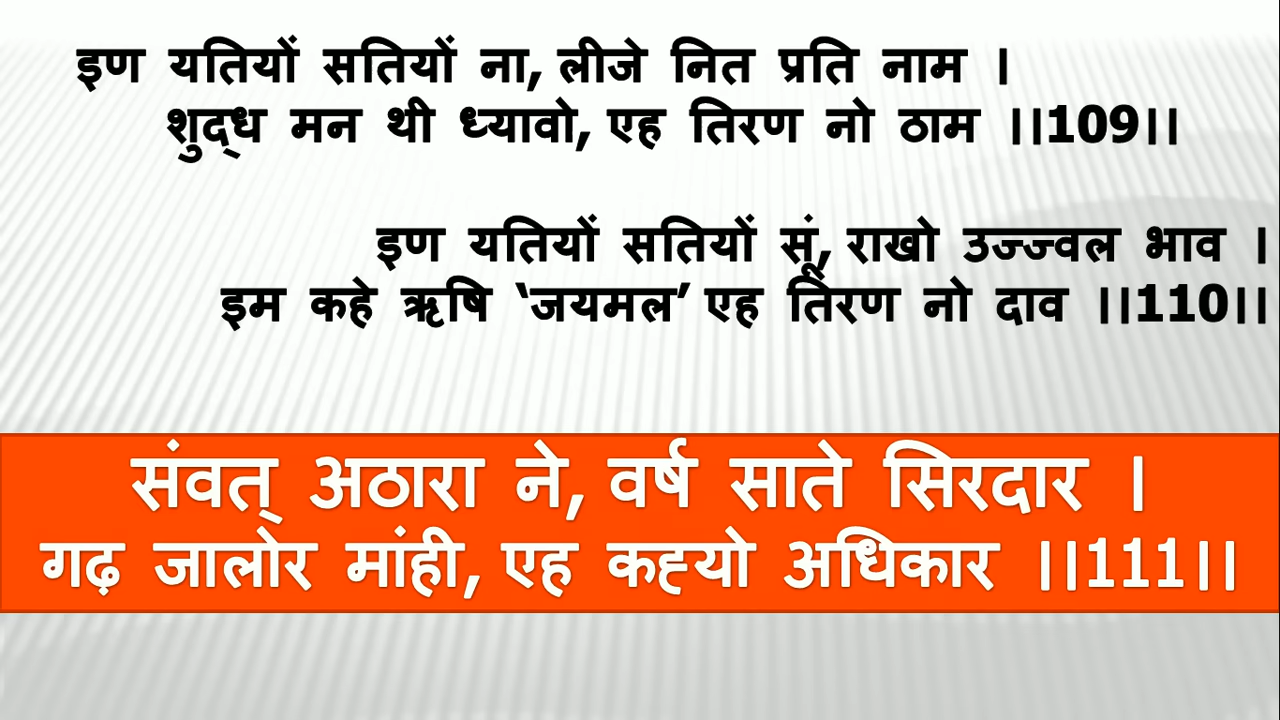 इण यतियों सतियों ना, लीजे नित प्रति नाम ।
शुद्ध मन थी ध्यावो, एह तिरण नो ठाम ।।109।।
इण यतियों सतियों सूं, राखो उज्ज्वल भाव ।
इम कहे ऋषि ‘जयमल’ एह तिरण नो दाव ।।110।।
संवत् अठारा ने, वर्ष साते सिरदार ।
गढ़ जालोर मांही, एह कह्यो अधिकार ।।111।।